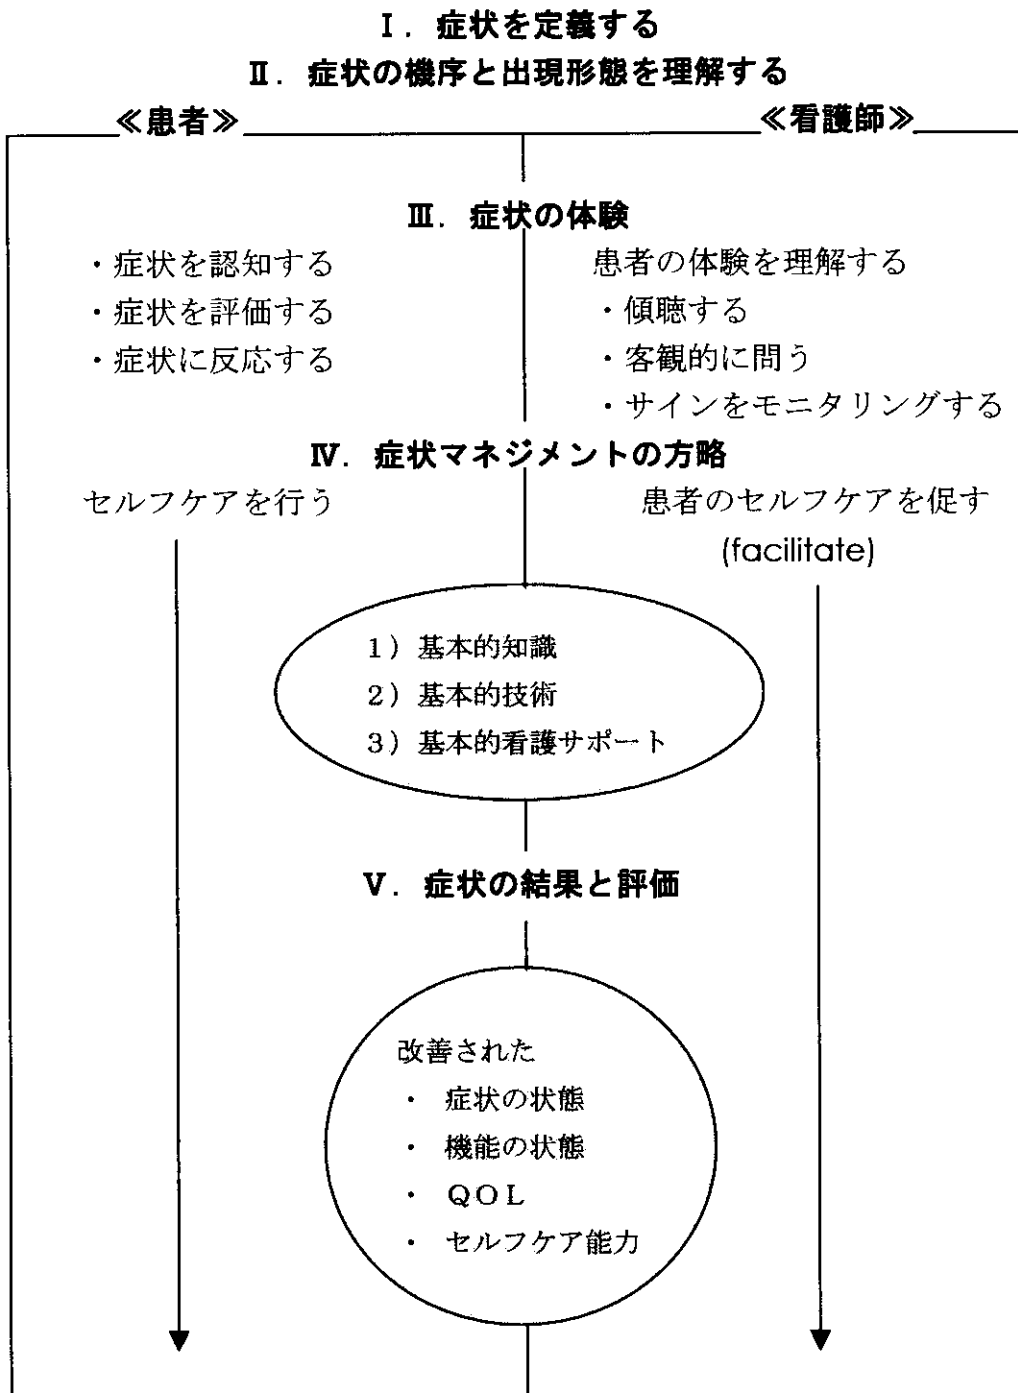 Ⅰ. 症状を定義する
Ⅱ. 症状の機序と出現形態を理解する
≪患者≫
≪看護師≫
Ⅲ. 症状の体験
・症状を認知する
・症状を評価する
・症状に反応する
患者の体験を理解する
・傾聴する
・客観的に問う
・サインをモニタリングする
Ⅳ. 症状マネジメントの方略
セルフケアを行う
患者のセルフケアを促す
(facilitate)
1) 基本的知識
2) 基本的技術
3) 基本的看護サポート
Ⅴ. 症状の結果と評価
改善された
・ 症状の状態
・ 機能の状態
・ QOL
・ セルフケア能力